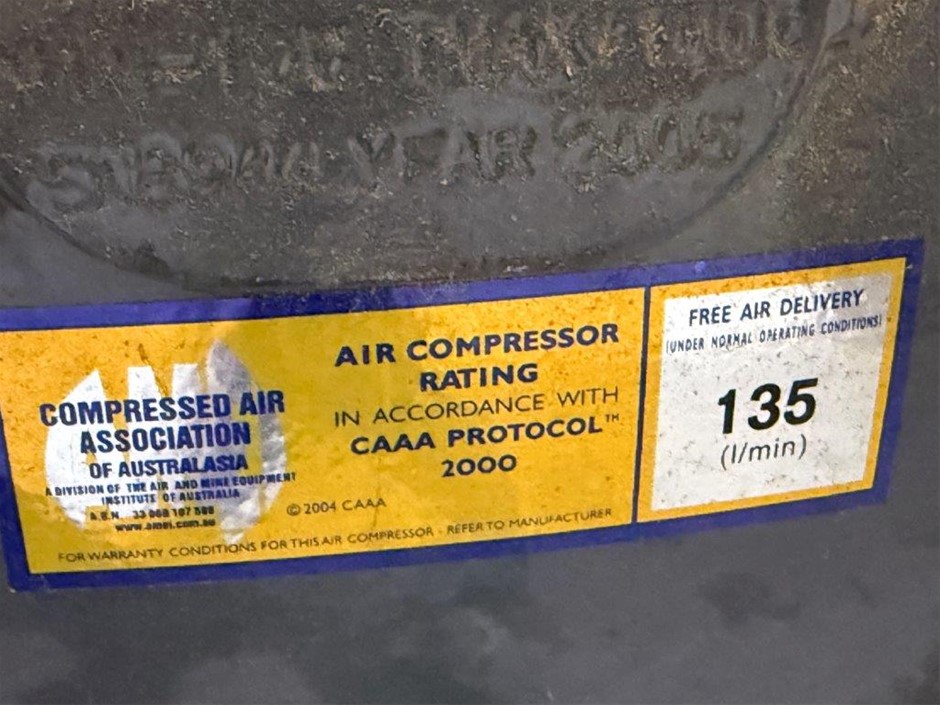 YEAR 2005
COMPRESSED AIR
ASSOCIATION
OF AUSTRALASIA
A DIVISION OF THE AIR AND MINE EQUIPMENT
INSTITUTE OF AUSTRALIA
A.B.N.
www.amei.com.au
AIR COMPRESSOR
RATING
IN ACCORDANCE WITH
CAAA PROTOCOL™
2000
© 2004 CAAA
FOR WARRANTY CONDITIONS FOR THIS AIR COMPRESSOR - REFER TO MANUFACTURER
FREE AIR DELIVERY
(UNDER NORMAL OPERATING CONDITIONS)
135
(l/min)